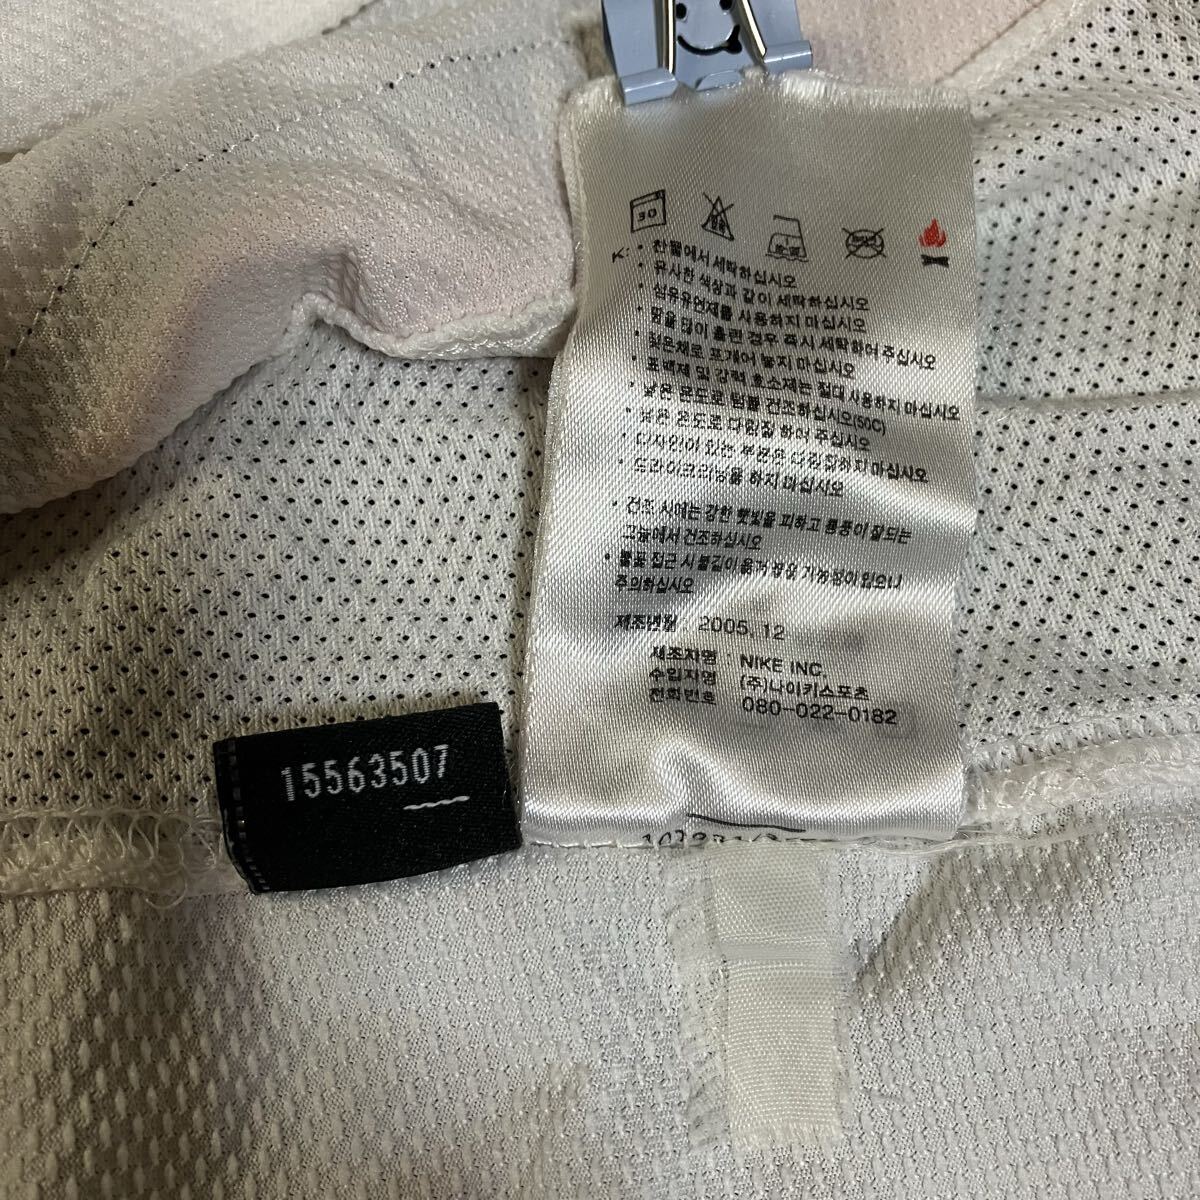 30
K: • 찬물에서 세탁하십시오
• 유사한 색상과 같이 세탁하십시오
• 섬유유연제를 사용하지 마십시오
• 땀을 많이 흘린 경우 즉시 세탁하여 주십시오
• 젖은채로 포개어 놓지 마십시오
• 표백제 및 강력 효소제는 절대 사용하지 마십시오
• 낮은 온도로 텀블 건조하십시오(50C)
• 낮은 온도로 다림질 하여 주십시오
• 디자인이 있는 부분은 다림질하지 마십시오
• 드라이크리닝을 하지 마십시오
• 건조 시에는 강한 햇빛을 피하고 통풍이 잘되는
그늘에서 건조하십시오
• 불꽃 접근 시 불길이 옮겨 붙을 가능성이 있으니
주의하십시오
제조년월 2005. 12
제조자명 NIKE INC.
수입자명 (주)나이키스포츠
전화번호 080-022-0182
15563507